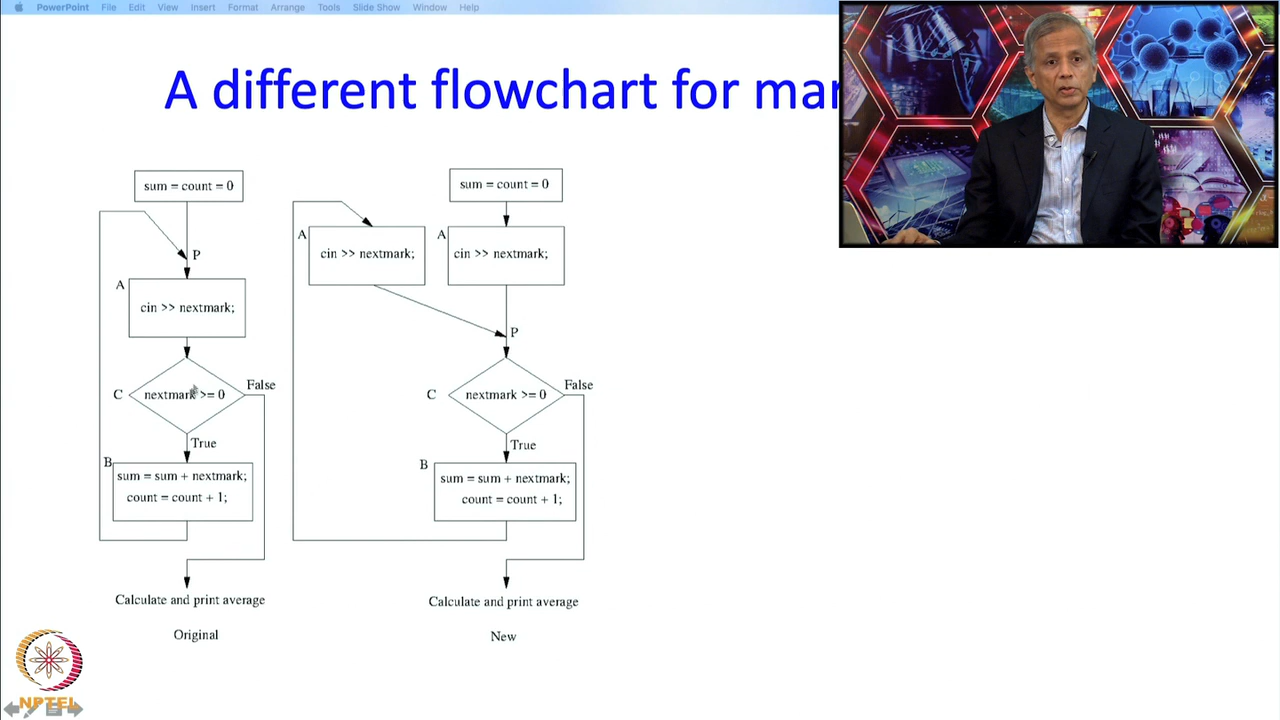 PowerPoint File Edit View Insert Format Arrange Tools Slide Show Window Help
A different flowchart for
sum = count = 0
P
A
cin >> nextmark;
C
nextmark >= 0
False
True
B
sum = sum + nextmark;
count = count + 1;
Calculate and print average
Original
sum = count = 0
A
cin >> nextmark;
A
cin >> nextmark;
P
C
nextmark >= 0
False
True
B
sum = sum + nextmark;
count = count + 1;
Calculate and print average
New
NPTEL